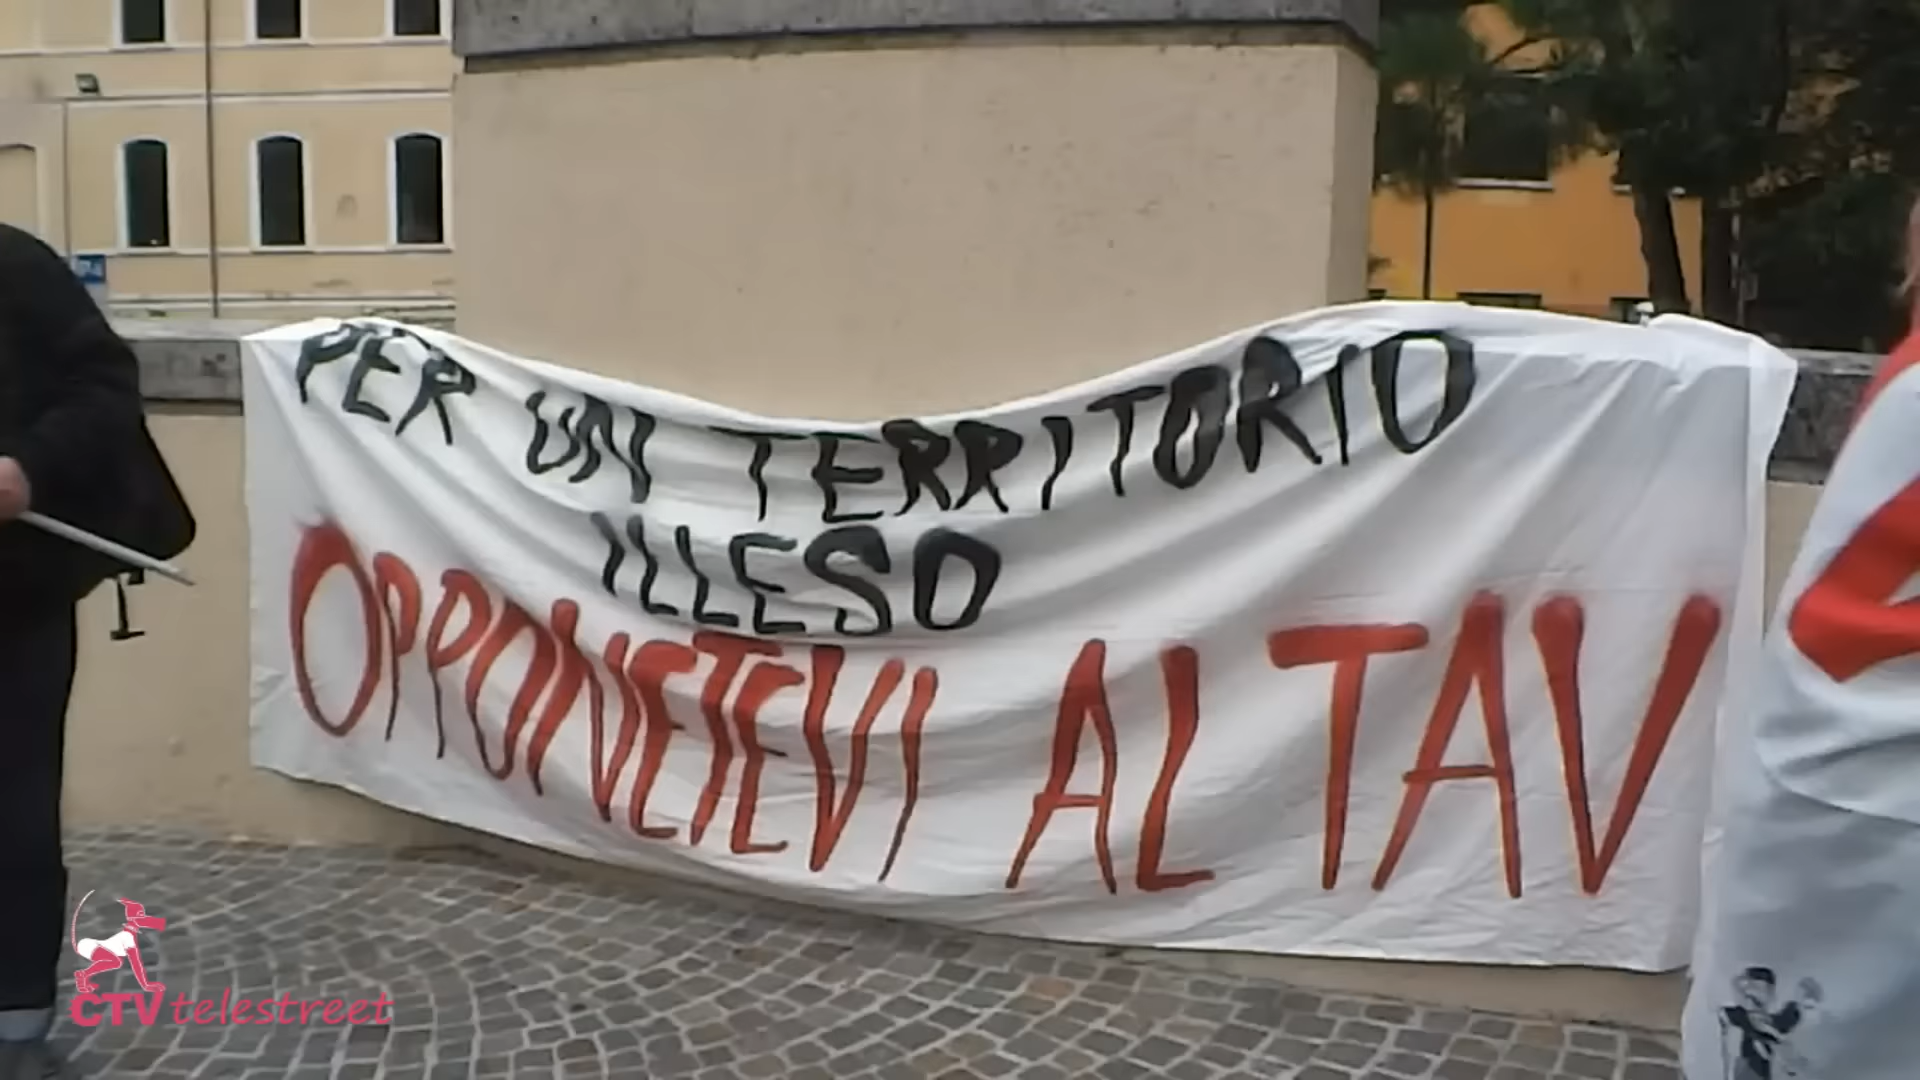 PER UN TERRITORIO
ILLESO
OPPONETEVI AL TAV
CTV telestreet